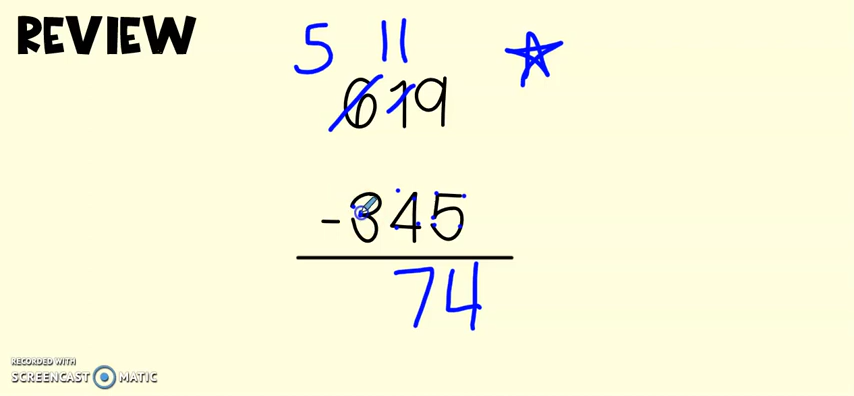 REVIEW
5 11
619
-345
74
RECORDED WITH
SCREENCAST MATIC